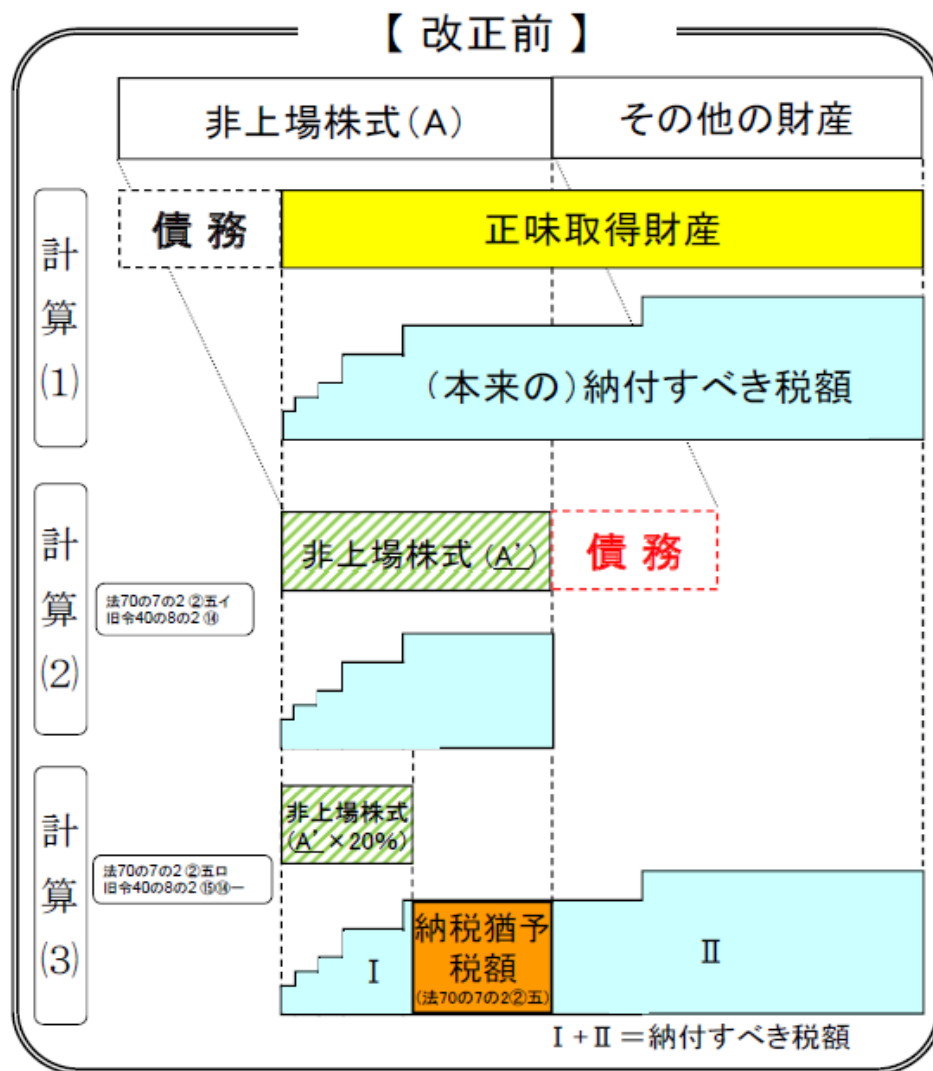 【 改正前 】
非上場株式(A)
その他の財産
計算(1)
債務
正味取得財産
(本来の)納付すべき税額
計算(2)
法70の7の2 ②五イ
旧令40の8の2 ⑭
非上場株式(A')
債務
計算(3)
法70の7の2 ②五ロ
旧令40の8の2 ⑮⑭一
非上場株式
(A'×20%)
Ⅰ
納税猶予
税額
(法70の7の2②五)
Ⅱ
Ⅰ+Ⅱ=納付すべき税額